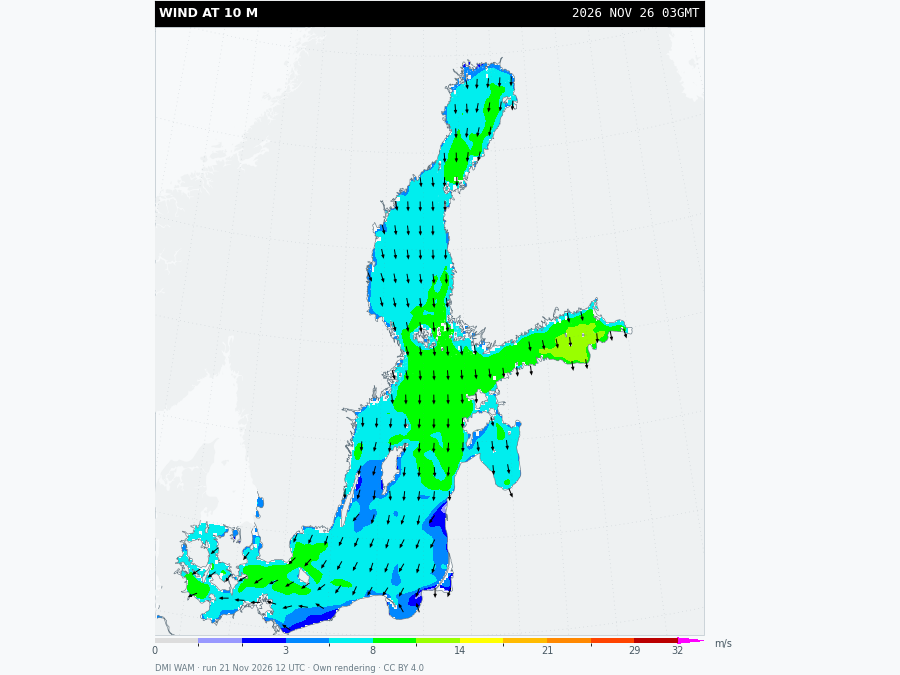 WIND AT 10 M 2026 NOV 26 03GMT
0 3 8 14 21 29 32 m/s
DMI WAM · run 21 Nov 2026 12 UTC · Own rendering · CC BY 4.0